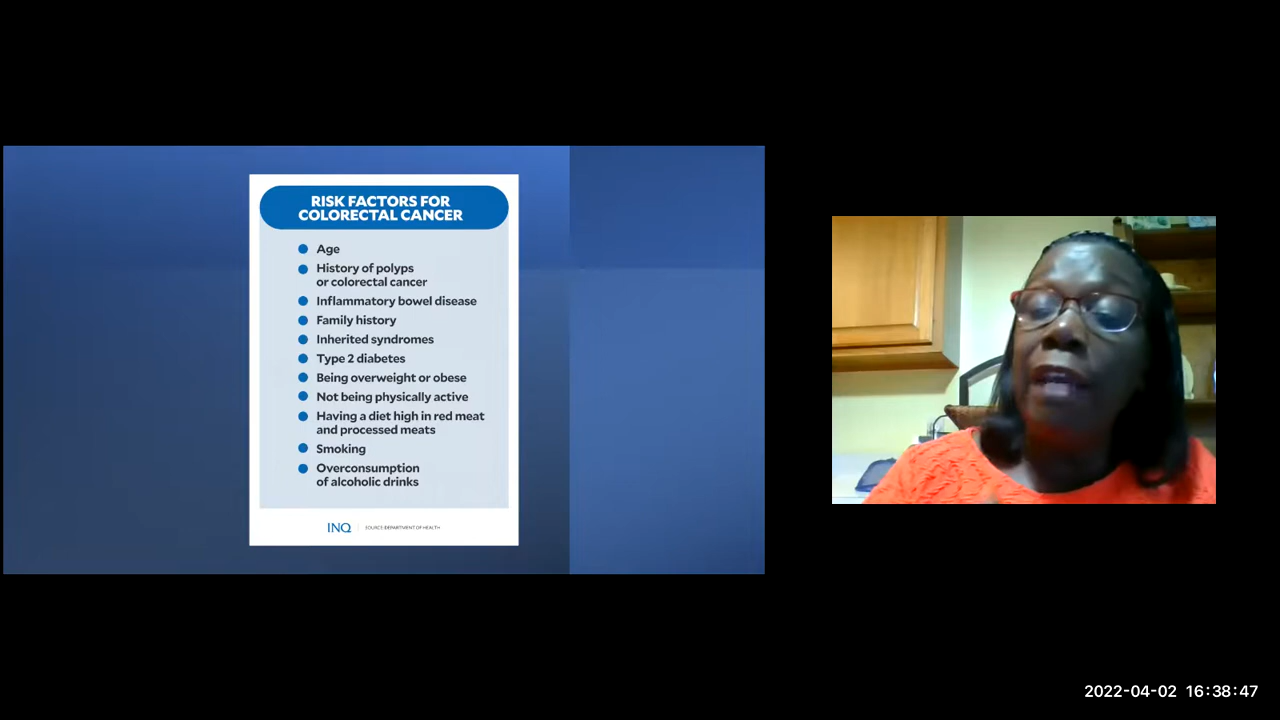 RISK FACTORS FOR
COLORECTAL CANCER
Age
History of polyps
or colorectal cancer
Inflammatory bowel disease
Family history
Inherited syndromes
Type 2 diabetes
Being overweight or obese
Not being physically active
Having a diet high in red meat
and processed meats
Smoking
Overconsumption
of alcoholic drinks
INQ
SOURCE: DEPARTMENT OF HEALTH
2022-04-02 16:38:47